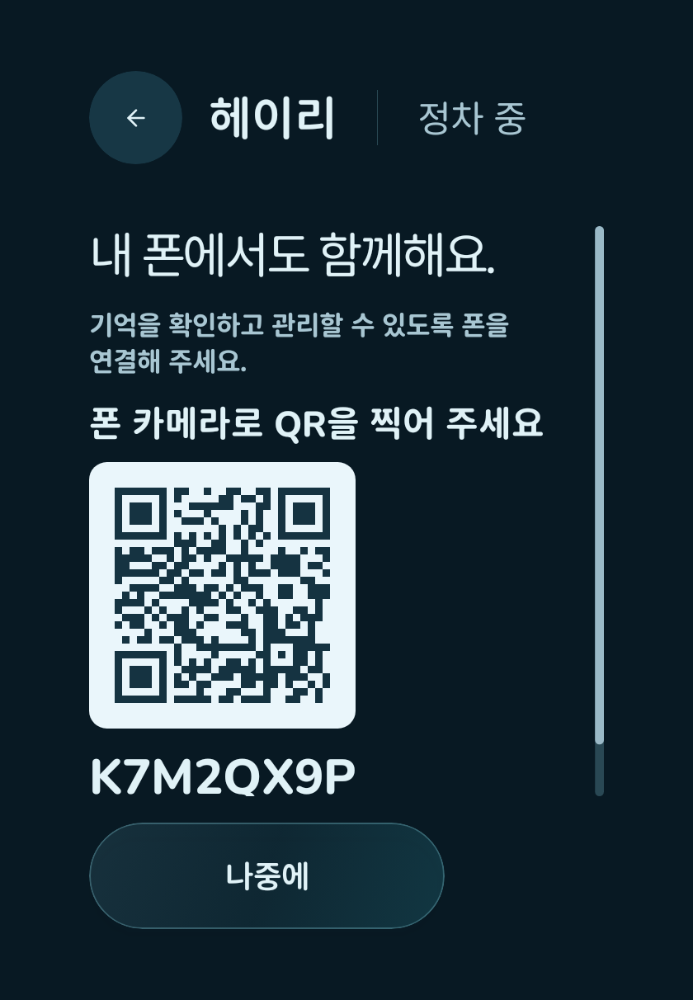 헤이리
정차 중
내 폰에서도 함께해요.
기억을 확인하고 관리할 수 있도록 폰을
연결해 주세요.
폰 카메라로 QR을 찍어 주세요
K7M2QX9P
나중에